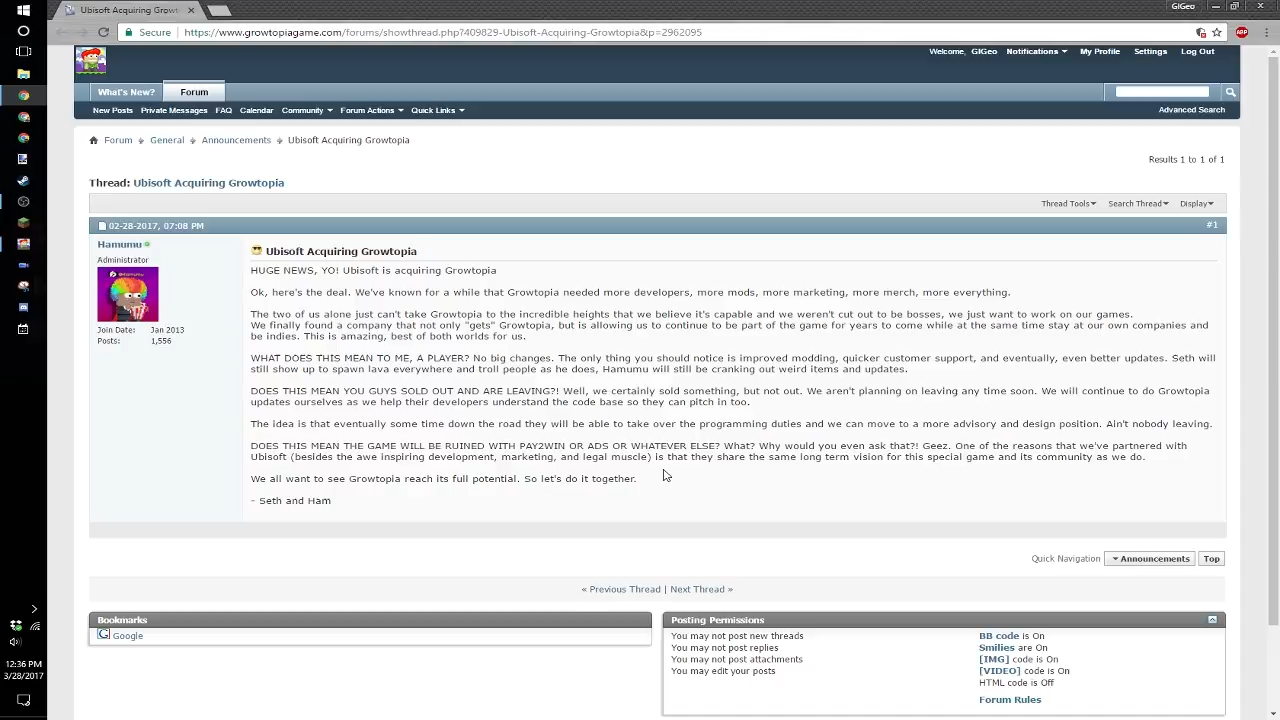 Ubisoft Acquiring Growt
GIGeo
Secure | https://www.growtopiagame.com/forums/showthread.php?409829-Ubisoft-Acquiring-Growtopia&p=2962095
ABP
Welcome, GIGeo Notifications My Profile Settings Log Out
What's New? Forum
New Posts Private Messages FAQ Calendar Community Forum Actions Quick Links Advanced Search
Forum General Announcements Ubisoft Acquiring Growtopia
Results 1 to 1 of 1
Thread: Ubisoft Acquiring Growtopia
Thread Tools Search Thread Display
02-28-2017, 07:08 PM #1
Hamumu
Administrator
Join Date: Jan 2013
Posts: 1,556
Ubisoft Acquiring Growtopia
HUGE NEWS, YO! Ubisoft is acquiring Growtopia
Ok, here's the deal. We've known for a while that Growtopia needed more developers, more mods, more marketing, more merch, more everything.
The two of us alone just can't take Growtopia to the incredible heights that we believe it's capable and we weren't cut out to be bosses, we just want to work on our games.
We finally found a company that not only "gets" Growtopia, but is allowing us to continue to be part of the game for years to come while at the same time stay at our own companies and
be indies. This is amazing, best of both worlds for us.
WHAT DOES THIS MEAN TO ME, A PLAYER? No big changes. The only thing you should notice is improved modding, quicker customer support, and eventually, even better updates. Seth will
still show up to spawn lava everywhere and troll people as he does, Hamumu will still be cranking out weird items and updates.
DOES THIS MEAN YOU GUYS SOLD OUT AND ARE LEAVING?! Well, we certainly sold something, but not out. We aren't planning on leaving any time soon. We will continue to do Growtopia
updates ourselves as we help their developers understand the code base so they can pitch in too.
The idea is that eventually some time down the road they will be able to take over the programming duties and we can move to a more advisory and design position. Ain't nobody leaving.
DOES THIS MEAN THE GAME WILL BE RUINED WITH PAY2WIN OR ADS OR WHATEVER ELSE? What? Why would you even ask that?! Geez. One of the reasons that we've partnered with
Ubisoft (besides the awe inspiring development, marketing, and legal muscle) is that they share the same long term vision for this special game and its community as we do.
We all want to see Growtopia reach its full potential. So let's do it together.
- Seth and Ham
Quick Navigation Announcements Top
« Previous Thread | Next Thread »
Bookmarks
Google
Posting Permissions
You may not post new threads
You may not post replies
You may not post attachments
You may edit your posts
BB code is On
Smilies are On
[IMG] code is On
[VIDEO] code is On
HTML code is Off
Forum Rules
12:36 PM
3/28/2017